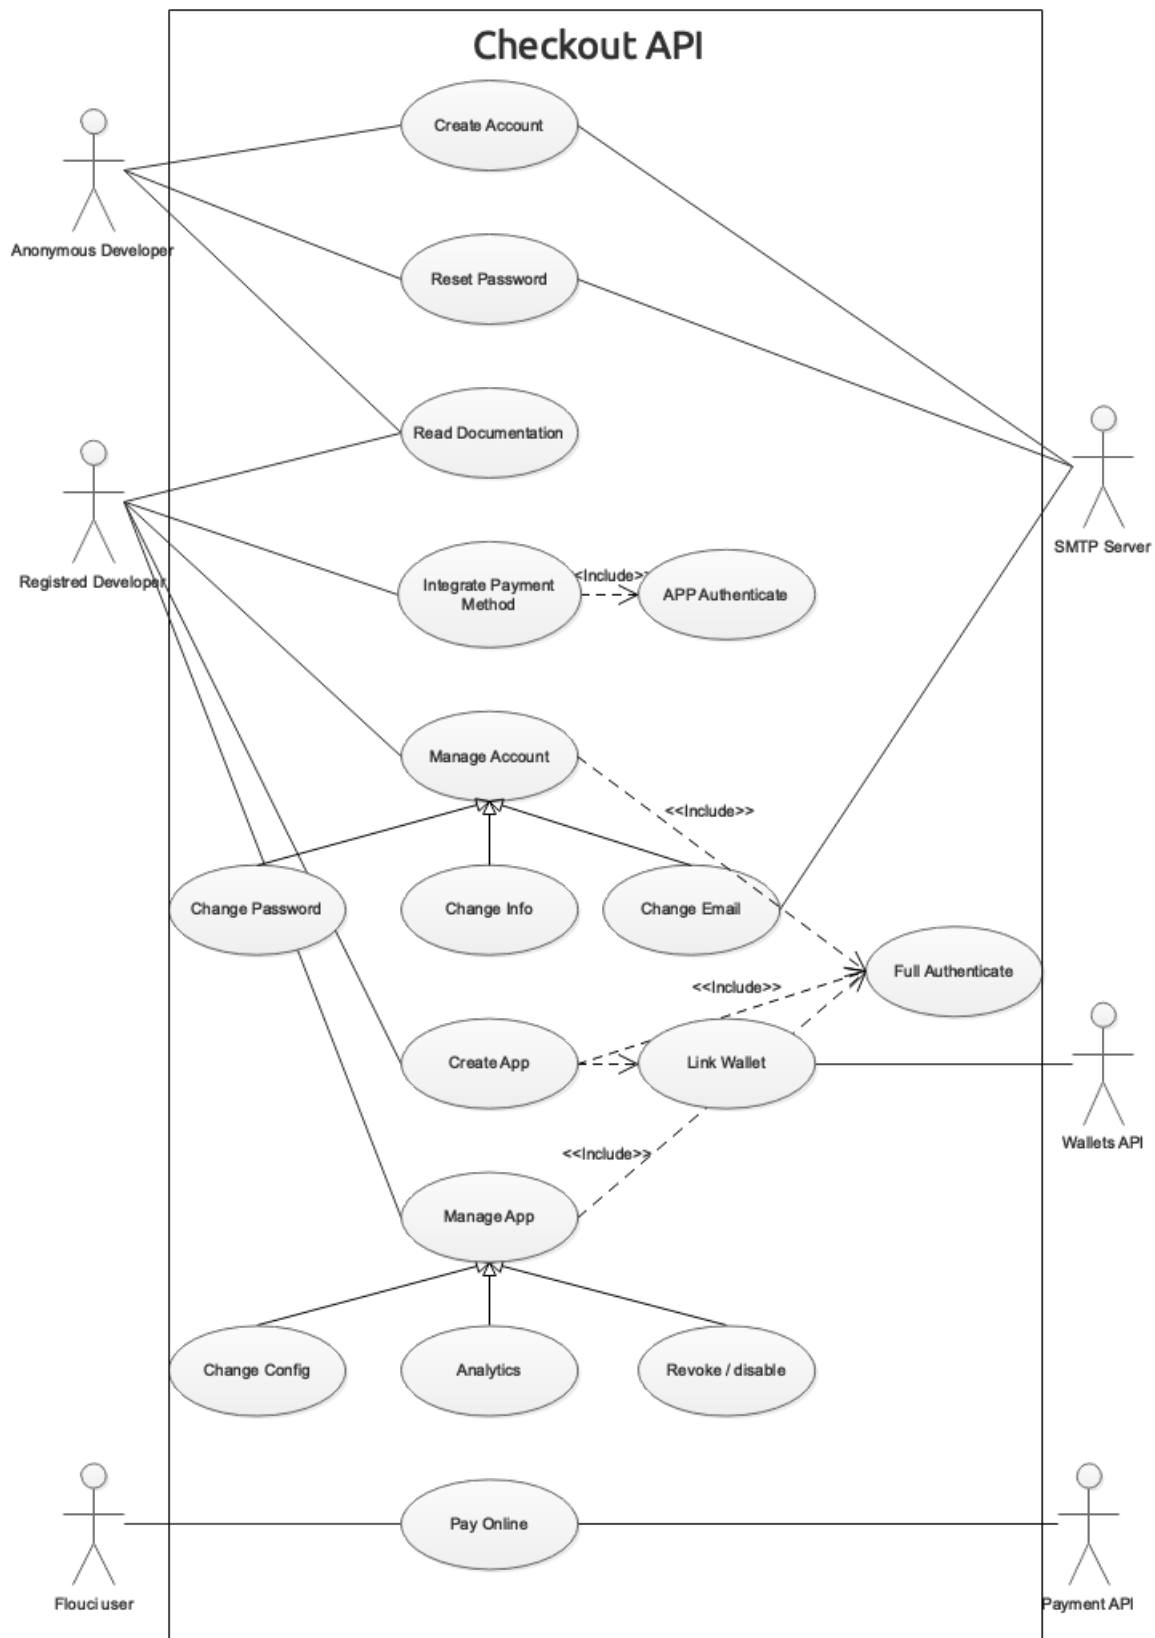 Checkout API
Create Account
Anonymous Developer
Reset Password
Read Documentation
SMTP Server
Registred Developer
Integrate Payment
Method
<Include>>
APP Authenticate
Manage Account
<<Include>>
Change Password
Change Info
Change Email
Full Authenticate
<<Include>>
Create App
Link Wallet
Wallets API
<<Include>>
Manage App
Change Config
Analytics
Revoke / disable
Pay Online
Flouci user
Payment API